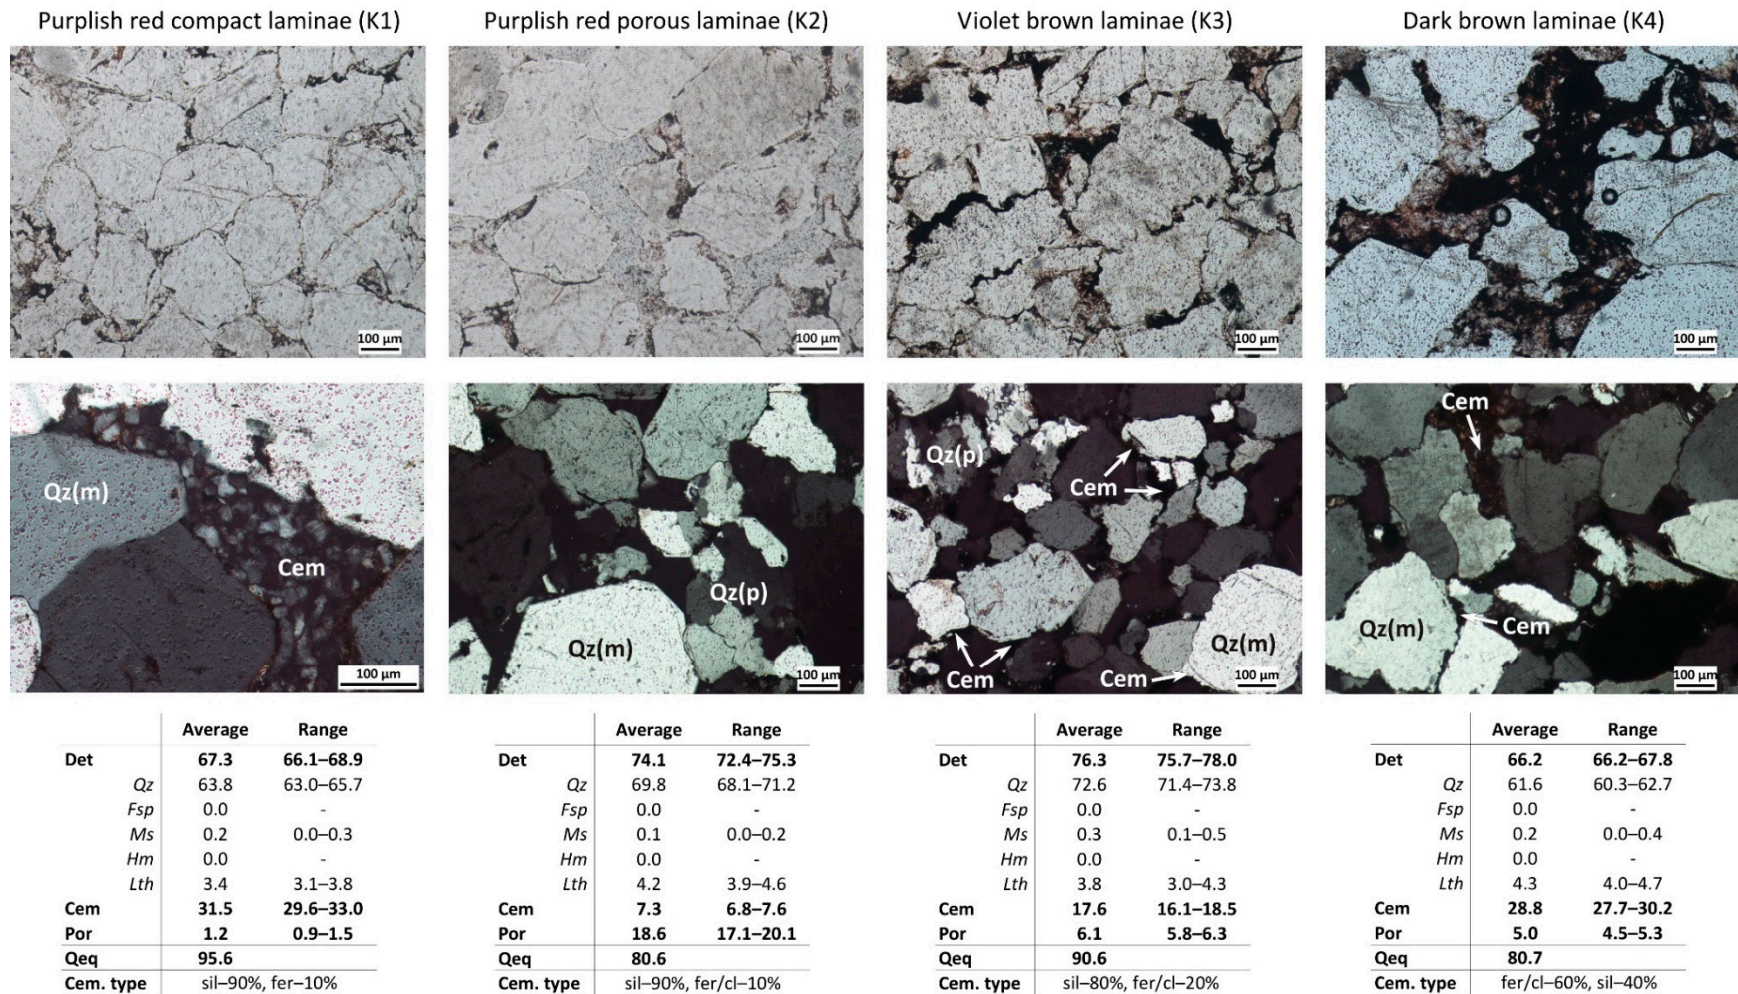 Purplish red compact laminae (K1)
Purplish red porous laminae (K2)
Violet brown laminae (K3)
Dark brown laminae (K4)
100 µm
100 µm
100 µm
100 µm
Qz(m)
Cem
100 µm
Qz(p)
Qz(m)
100 µm
Qz(p)
Cem
Qz(m)
Cem
Cem
100 µm
Cem
Qz(m)
Cem
100 µm
Average Range
Det 67.3 66.1–68.9
Qz 63.8 63.0–65.7
Fsp 0.0 -
Ms 0.2 0.0–0.3
Hm 0.0 -
Lth 3.4 3.1–3.8
Cem 31.5 29.6–33.0
Por 1.2 0.9–1.5
Qeq 95.6
Cem. type sil–90%, fer–10%
Average Range
Det 74.1 72.4–75.3
Qz 69.8 68.1–71.2
Fsp 0.0 -
Ms 0.1 0.0–0.2
Hm 0.0 -
Lth 4.2 3.9–4.6
Cem 7.3 6.8–7.6
Por 18.6 17.1–20.1
Qeq 80.6
Cem. type sil–90%, fer/cl–10%
Average Range
Det 76.3 75.7–78.0
Qz 72.6 71.4–73.8
Fsp 0.0 -
Ms 0.3 0.1–0.5
Hm 0.0 -
Lth 3.8 3.0–4.3
Cem 17.6 16.1–18.5
Por 6.1 5.8–6.3
Qeq 90.6
Cem. type sil–80%, fer/cl–20%
Average Range
Det 66.2 66.2–67.8
Qz 61.6 60.3–62.7
Fsp 0.0 -
Ms 0.2 0.0–0.4
Hm 0.0 -
Lth 4.3 4.0–4.7
Cem 28.8 27.7–30.2
Por 5.0 4.5–5.3
Qeq 80.7
Cem. type fer/cl–60%, sil–40%